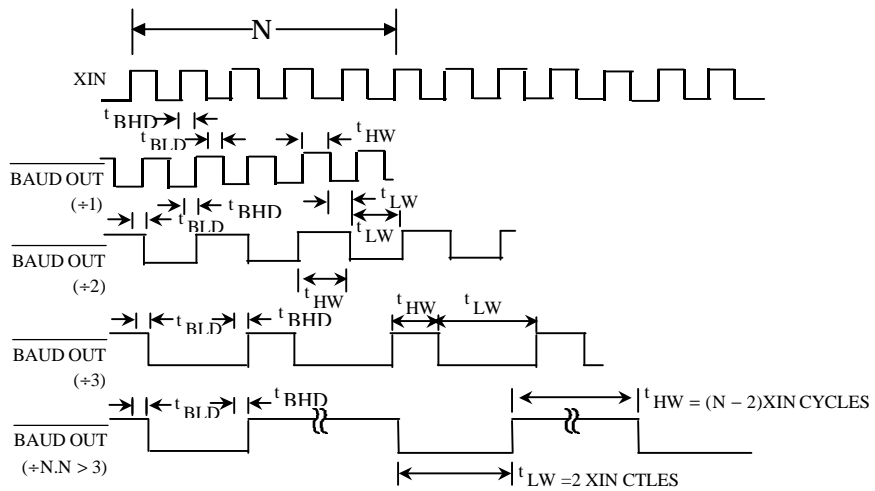 N
XIN
t BHD
t BLD
t HW
BAUD OUT
(÷1)
t BLD
t BHD
t LW
t LW
BAUD OUT
(÷2)
t HW
t BLD
t BHD
t HW
t LW
BAUD OUT
(÷3)
t BLD
t BHD
t HW = (N − 2)XIN CYCLES
BAUD OUT
(÷N.N > 3)
t LW =2 XIN CTLES